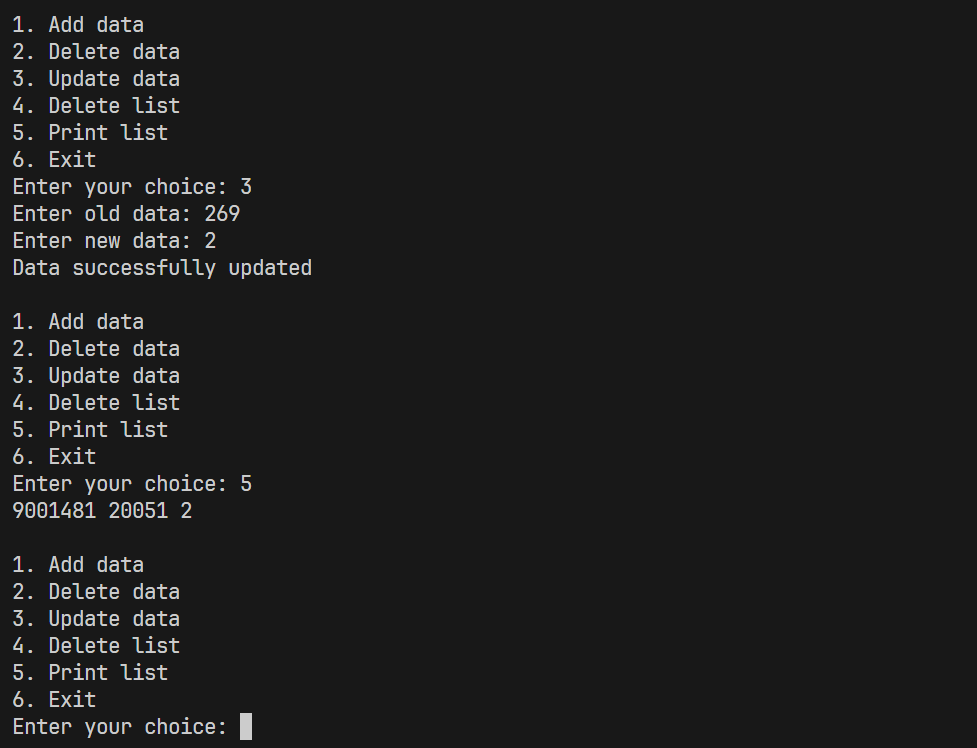 1. Add data
2. Delete data
3. Update data
4. Delete list
5. Print list
6. Exit
Enter your choice: 3
Enter old data: 269
Enter new data: 2
Data successfully updated
1. Add data
2. Delete data
3. Update data
4. Delete list
5. Print list
6. Exit
Enter your choice: 5
9001481 20051 2
1. Add data
2. Delete data
3. Update data
4. Delete list
5. Print list
6. Exit
Enter your choice: